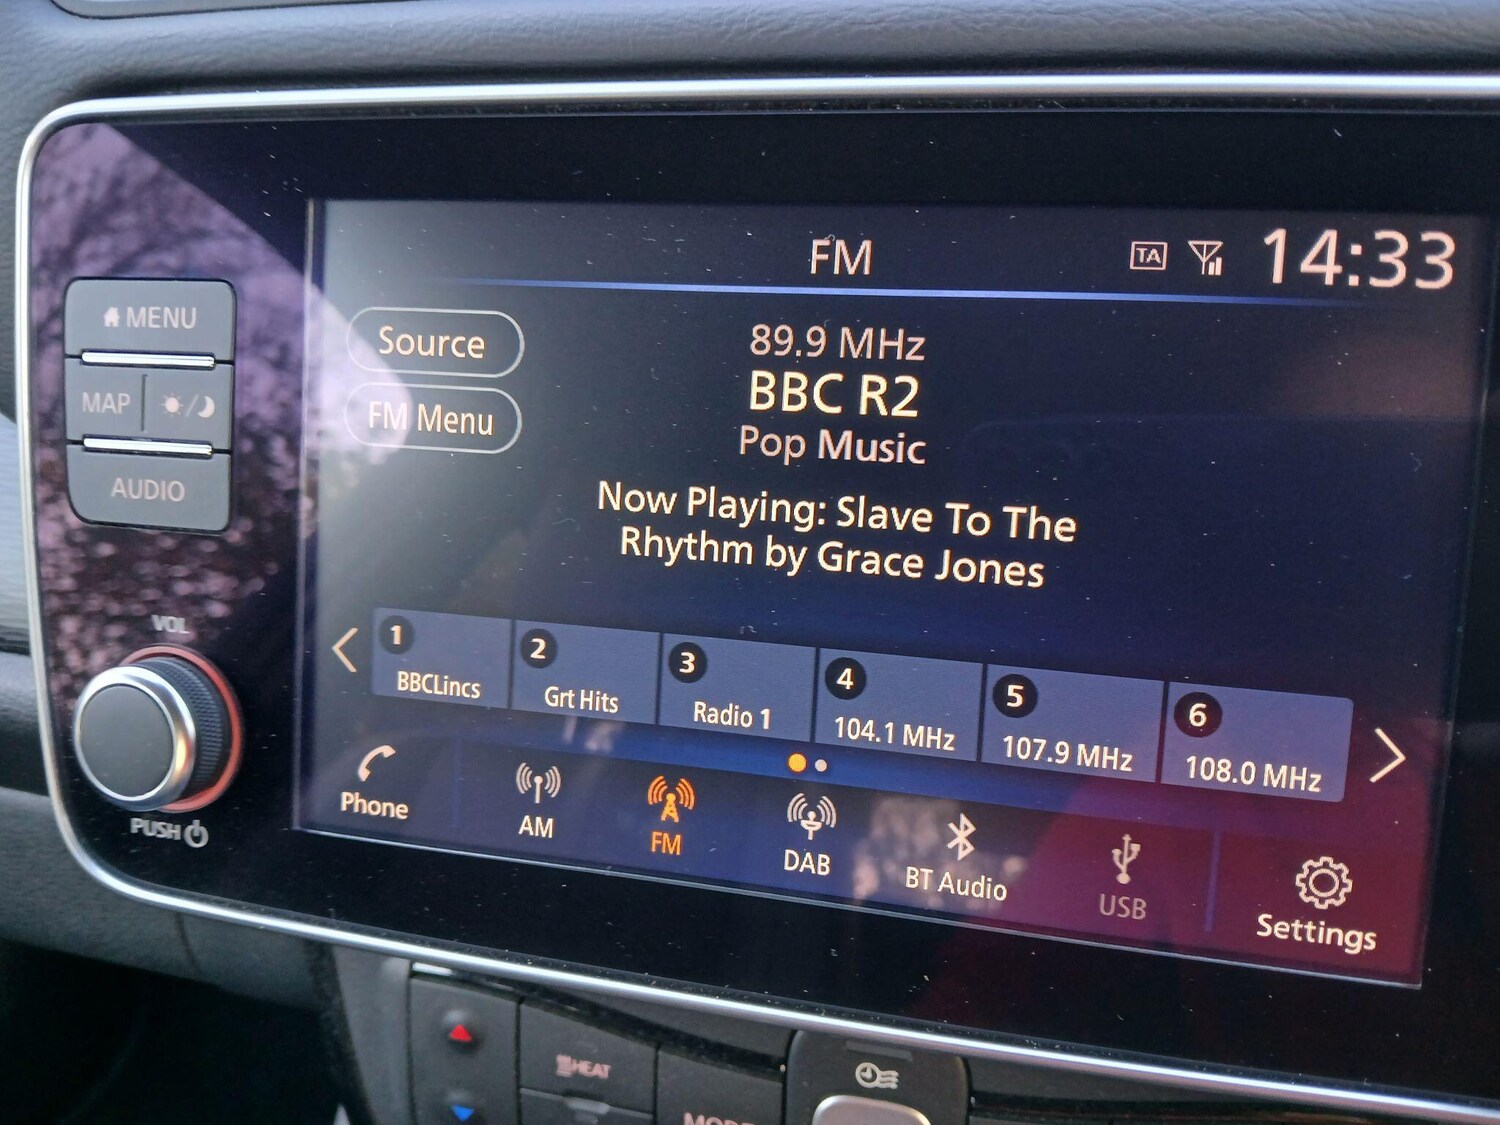 FM
TA
14:33
MENU
Source
89.9 MHz
BBC R2
FM Menu
MAP
Pop Music
AUDIO
Now Playing: Slave To The
Rhythm by Grace Jones
VOL
1
BBCLincs
2
Grt Hits
3
Radio 1
4
104.1 MHz
5
107.9 MHz
6
108.0 MHz
PUSH
Phone
AM
FM
DAB
BT Audio
USB
Settings
HEAT
MODE